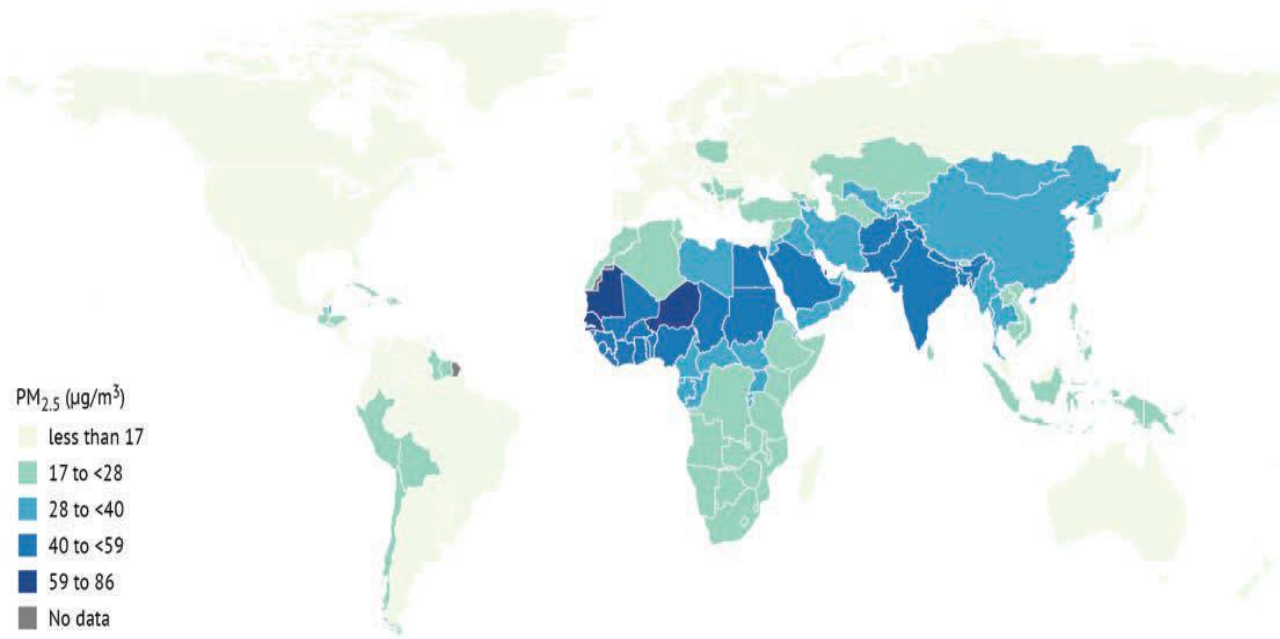 PM2.5 (µg/m³)
less than 17
17 to <28
28 to <40
40 to <59
59 to 86
No data